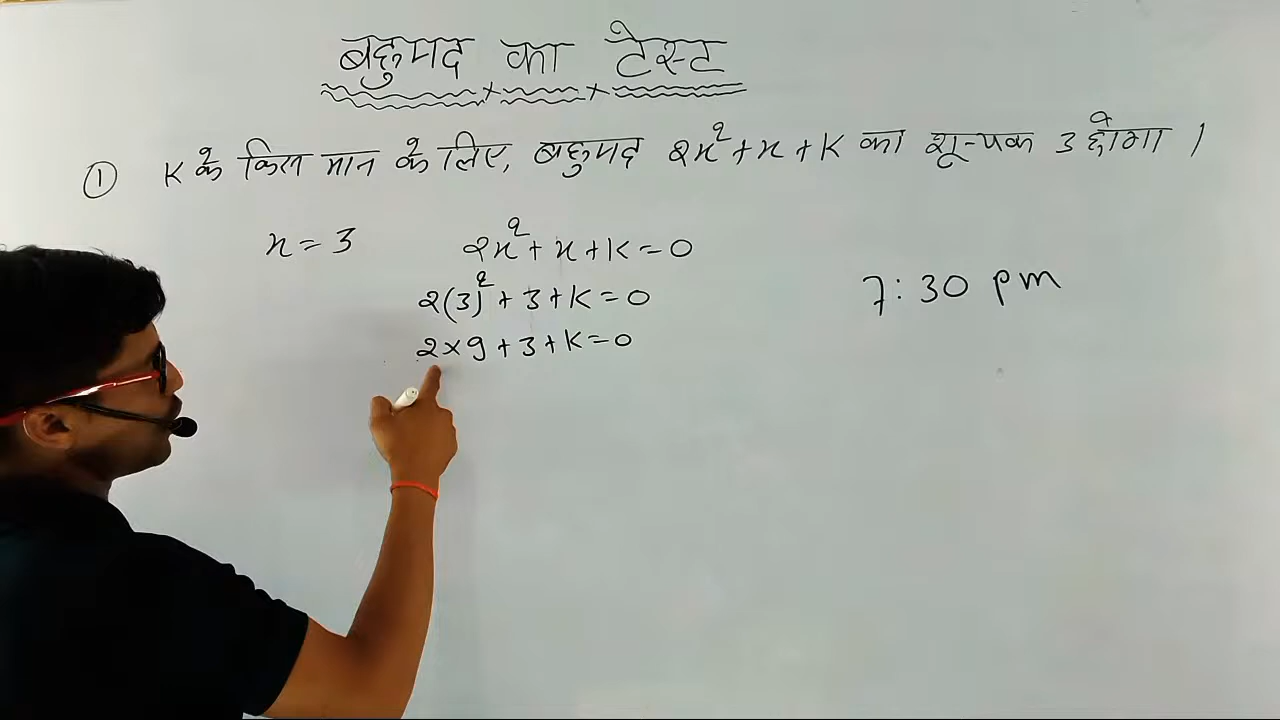 बहुपद का टेस्ट
① K के किस मान के लिए, बहुपद 2x²+x+K का शून्यक 3 होगा ।
x = 3 2x²+x+K=0
2(3)²+3+K=0
7:30 pm
2×9+3+K=0